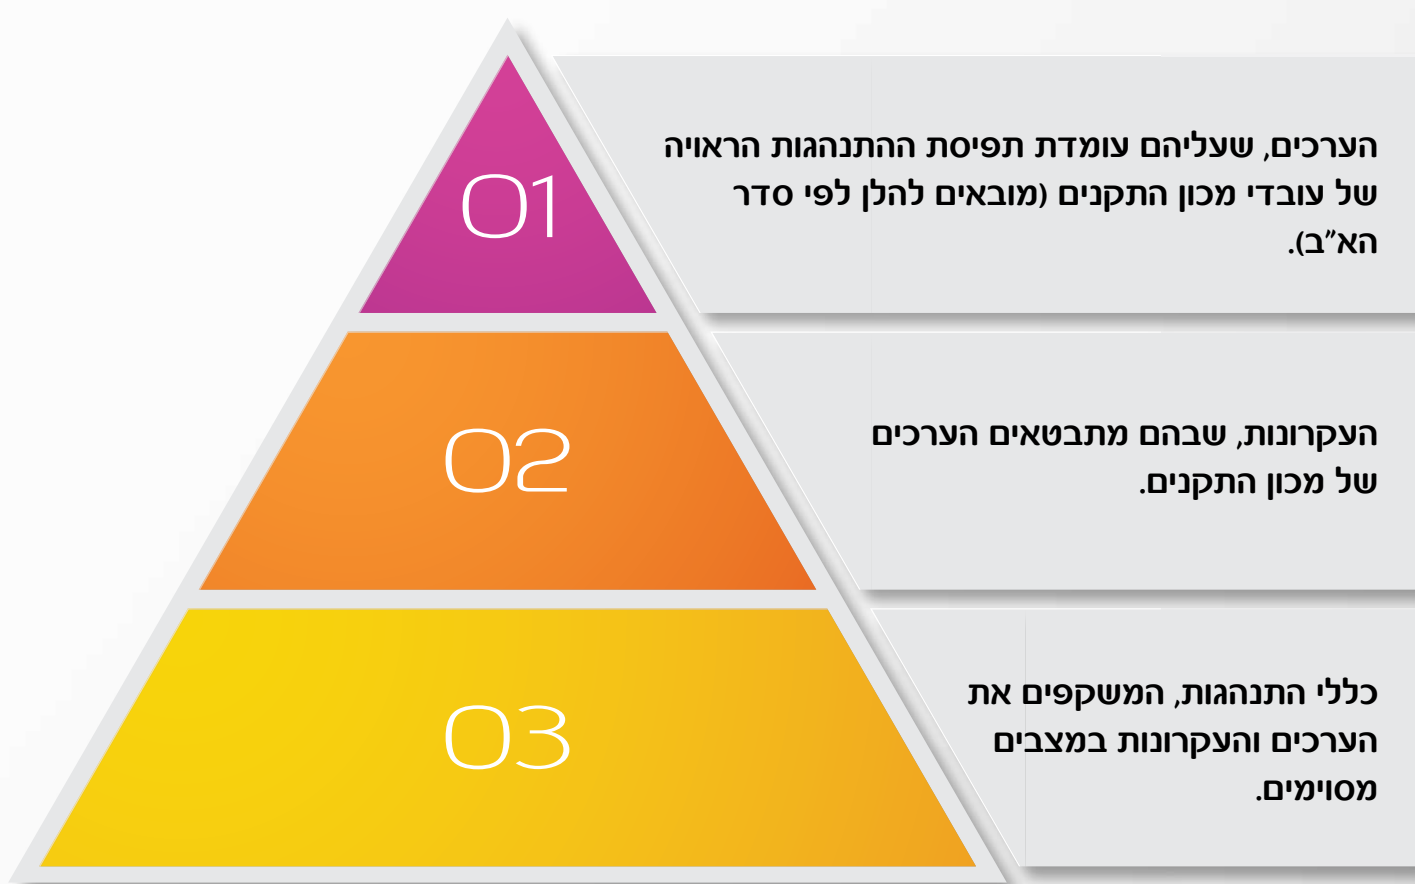 01
הערכים, שעליהם עומדת תפיסת ההתנהגות הראויה
של עובדי מכון התקנים (מובאים להלן לפי סדר
הא"ב).
02
העקרונות, שבהם מתבטאים הערכים
של מכון התקנים.
03
כללי התנהגות, המשקפים את
הערכים והעקרונות במצבים
מסוימים.